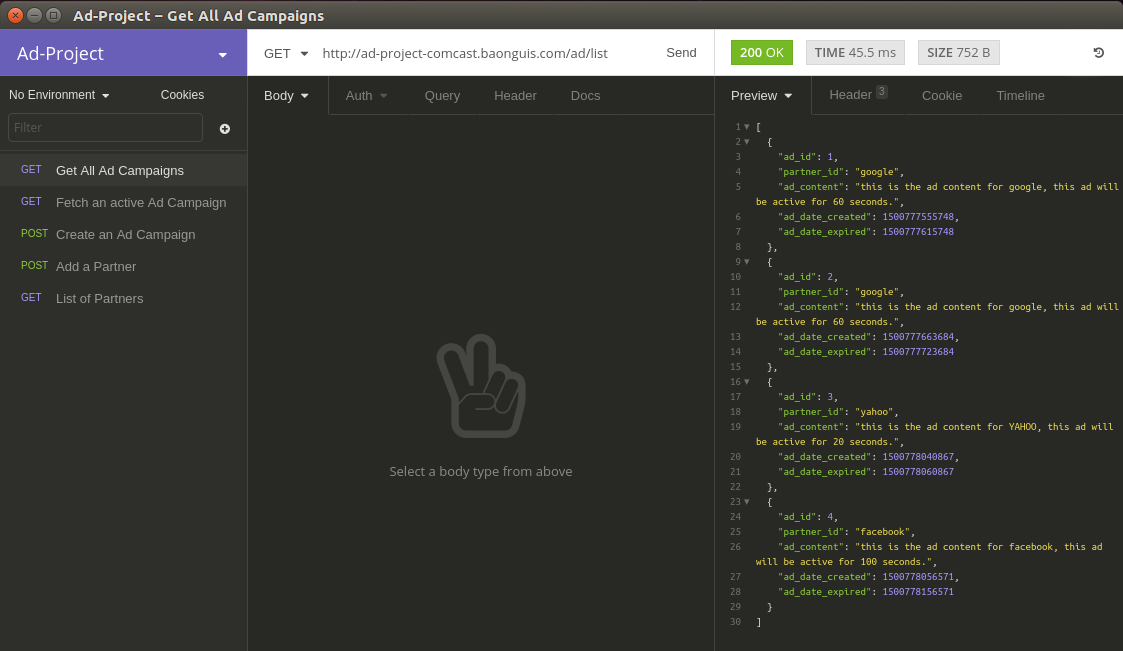 Ad-Project – Get All Ad Campaigns
Ad-Project
GET http://ad-project-comcast.baonguis.com/ad/list Send
200 OK TIME 45.5 ms SIZE 752 B
No Environment Cookies
Filter
GET Get All Ad Campaigns
GET Fetch an active Ad Campaign
POST Create an Ad Campaign
POST Add a Partner
GET List of Partners
Body Auth Query Header Docs
Select a body type from above
Preview Header 3 Cookie Timeline
1 [
2 {
3 "ad_id": 1,
4 "partner_id": "google",
5 "ad_content": "this is the ad content for google, this ad will
be active for 60 seconds.",
6 "ad_date_created": 1500777555748,
7 "ad_date_expired": 1500777615748
8 },
9 {
10 "ad_id": 2,
11 "partner_id": "google",
12 "ad_content": "this is the ad content for google, this ad will
be active for 60 seconds.",
13 "ad_date_created": 1500777663684,
14 "ad_date_expired": 1500777723684
15 },
16 {
17 "ad_id": 3,
18 "partner_id": "yahoo",
19 "ad_content": "this is the ad content for YAHOO, this ad will
be active for 20 seconds.",
20 "ad_date_created": 1500778040867,
21 "ad_date_expired": 1500778060867
22 },
23 {
24 "ad_id": 4,
25 "partner_id": "facebook",
26 "ad_content": "this is the ad content for facebook, this ad
will be active for 100 seconds.",
27 "ad_date_created": 1500778056571,
28 "ad_date_expired": 1500778156571
29 }
30 ]